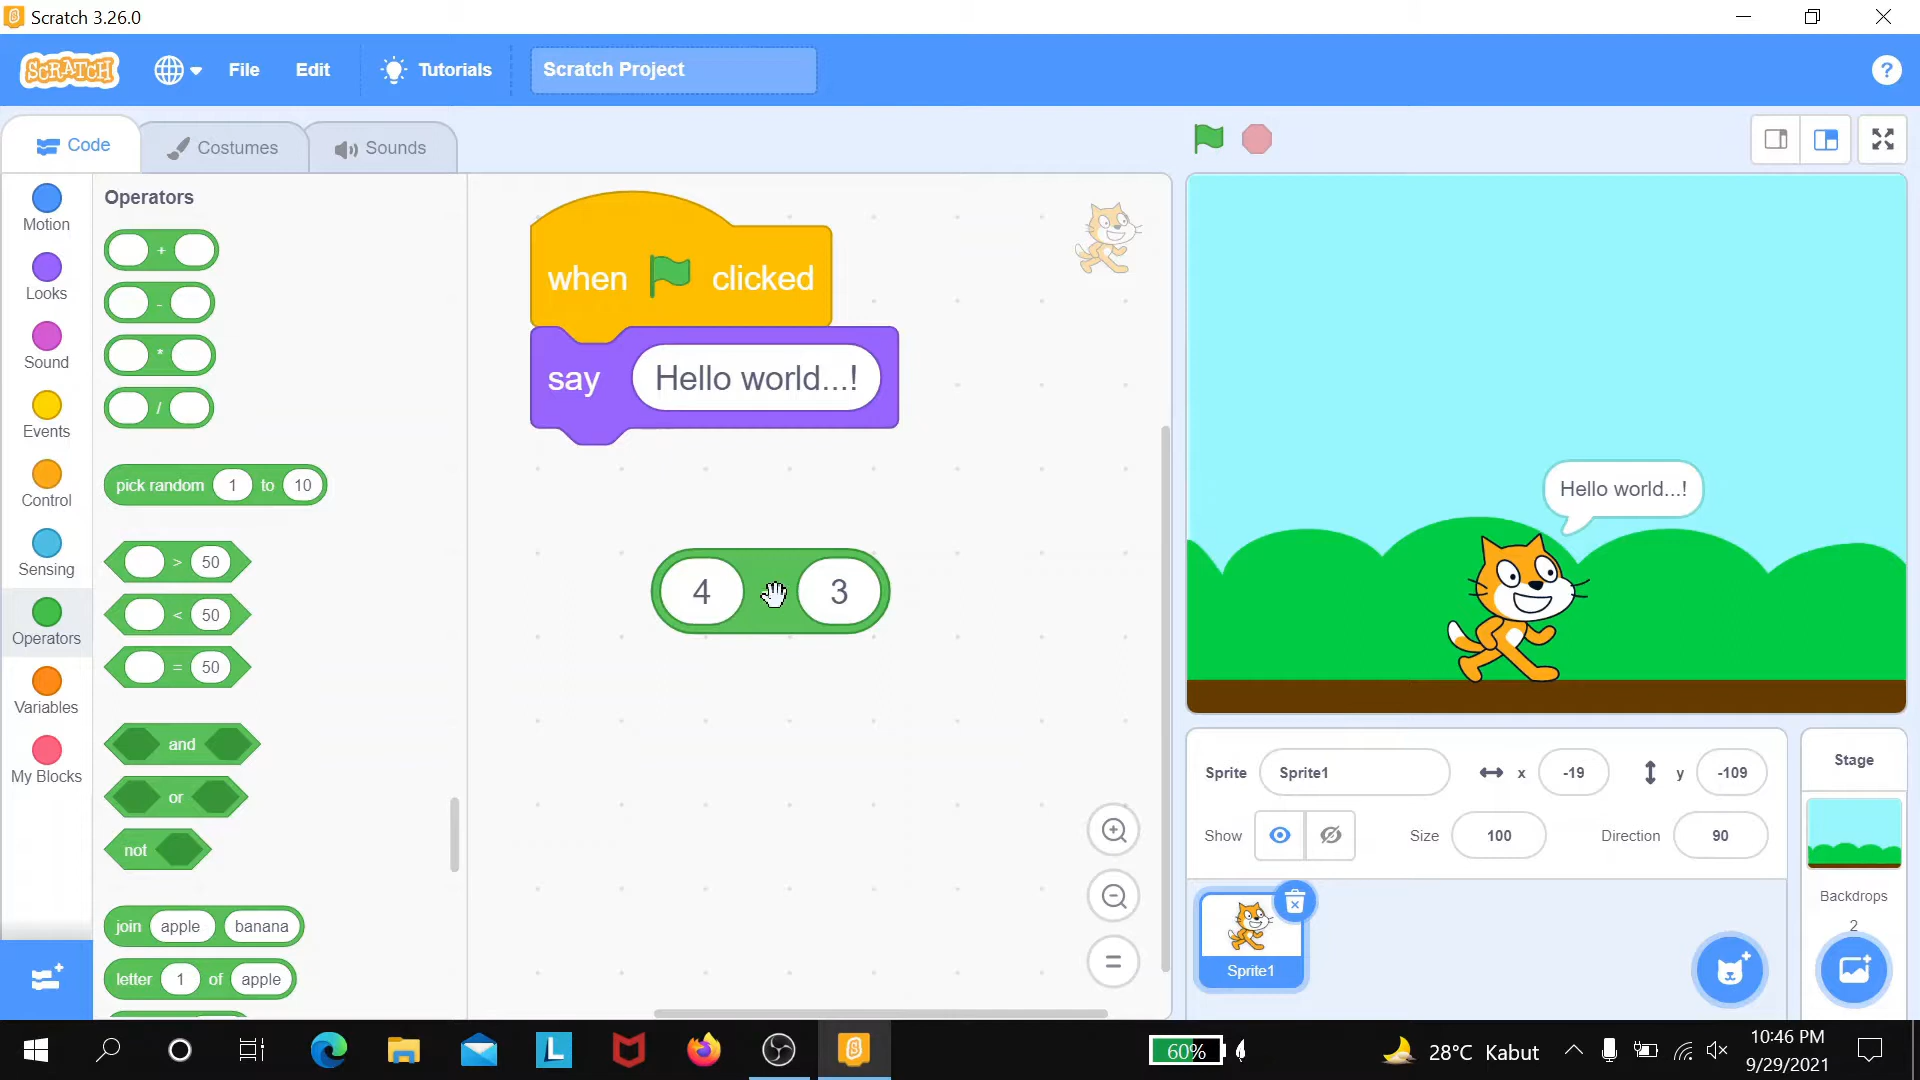 Scratch 3.26.0
SCRATCH
File
Edit
Tutorials
Scratch Project
?
Code
Costumes
Sounds
Motion
Looks
Sound
Events
Control
Sensing
Operators
Variables
My Blocks
Operators
+
-
*
/
pick random 1 to 10
> 50
< 50
= 50
and
or
not
join apple banana
letter 1 of apple
when clicked
say Hello world...!
4 3
Hello world...!
Sprite Sprite1 x -19 y -109
Show Size 100 Direction 90
Sprite1
Stage
Backdrops
2
L
60%
28°C Kabut
10:46 PM
9/29/2021